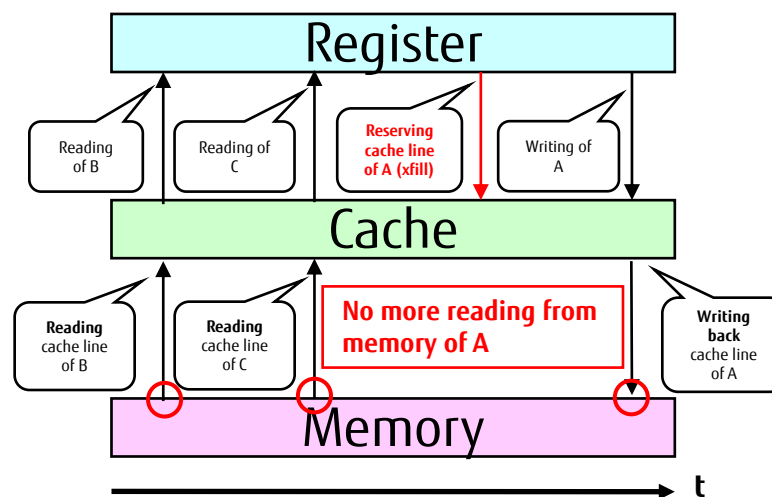 Register
Reading
of B
Reading of
C
Reserving
cache line
of A (xfill)
Writing of
A
Cache
Reading
cache line
of B
Reading
cache line
of C
No more reading from
memory of A
Writing
back
cache line
of A
Memory
t